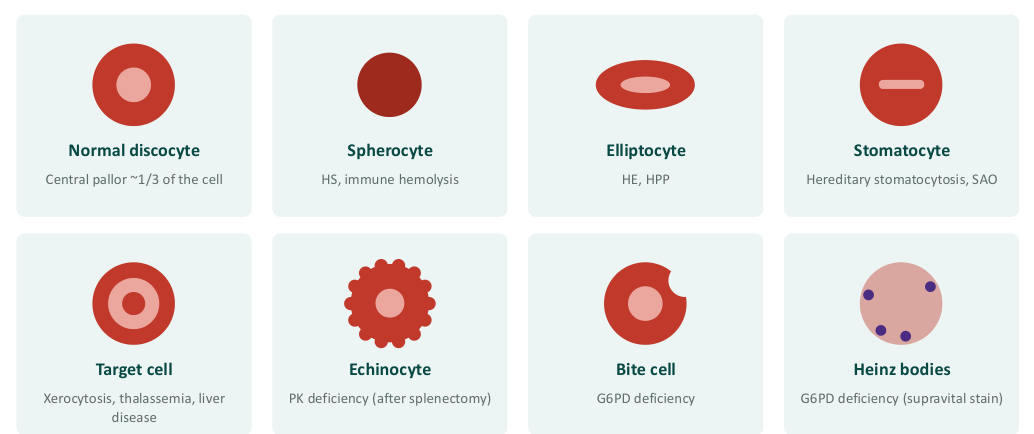 Normal discocyte
Central pallor ~1/3 of the cell
Spherocyte
HS, immune hemolysis
Elliptocyte
HE, HPP
Stomatocyte
Hereditary stomatocytosis, SAO
Target cell
Xerocytosis, thalassemia, liver
disease
Echinocyte
PK deficiency (after splenectomy)
Bite cell
G6PD deficiency
Heinz bodies
G6PD deficiency (supravital stain)